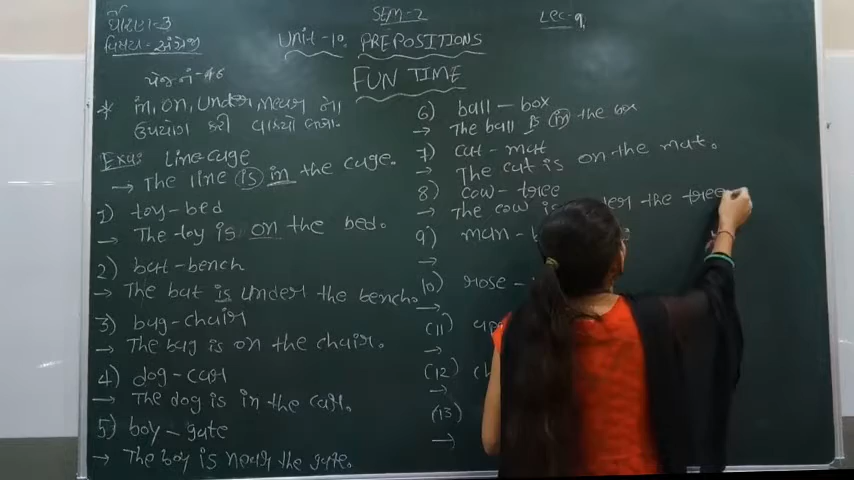 ધોરણ-3
વિષય - અંગ્રેજી
SEM-2
Lec-9
Unit-10. PREPOSITIONS
પેજ નં-46
FUN TIME
* in, on, under, near નો
ઉપયોગ કરી વાક્યો બનાવો.
Exa: Line-cage
→ The line is in the cage.
1) toy-bed
→ The toy is on the bed.
2) bat-bench
→ The bat is under the bench.
3) bag-chair
→ The bag is on the chair.
4) dog-cart
→ The dog is in the cart.
5) boy-gate
→ The boy is near the gate.
6) ball-box
→ The ball is in the box
7) cat-mat
→ The cat is on the mat.
8) cow-tree
→ The cow is under the tree
9) man-
→
10) rose-
→
(11)
→
(12)
→
(13)
→